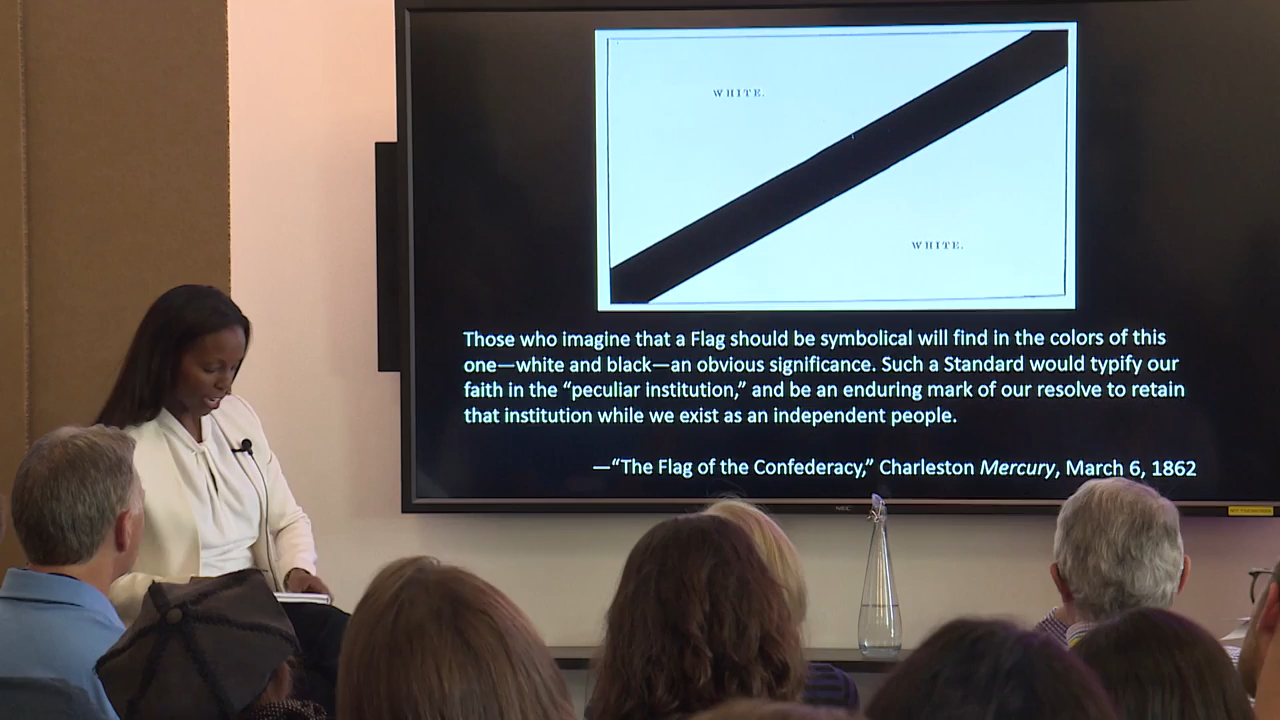 WHITE.
WHITE.
Those who imagine that a Flag should be symbolical will find in the colors of this
one—white and black—an obvious significance. Such a Standard would typify our
faith in the “peculiar institution,” and be an enduring mark of our resolve to retain
that institution while we exist as an independent people.
—“The Flag of the Confederacy,” Charleston Mercury, March 6, 1862
NEC